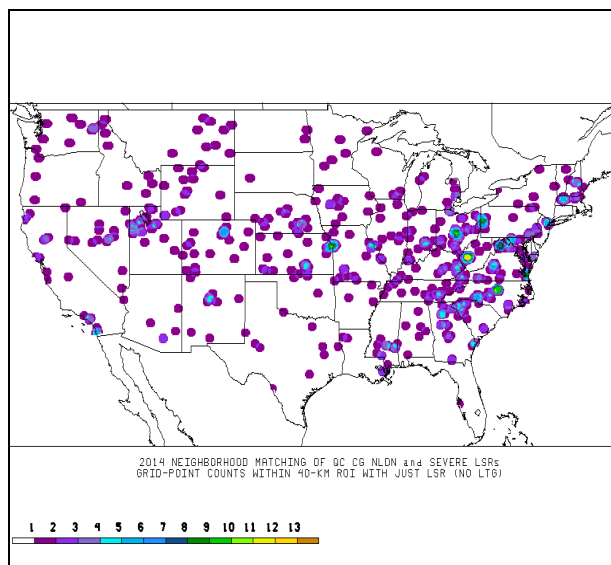 2014 NEIGHBORHOOD MATCHING OF QC CG NLDN and SEVERE LSRs
GRID-POINT COUNTS WITHIN 40-KM ROI WITH JUST LSR (NO LTG)
1 2 3 4 5 6 7 8 9 10 11 12 13